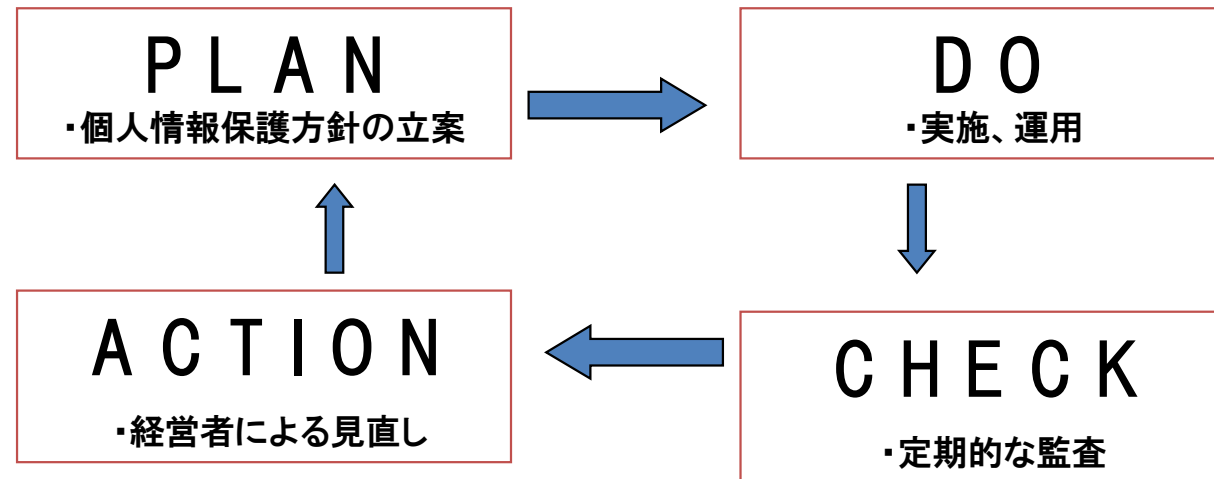 PLAN
・個人情報保護方針の立案
DO
・実施、運用
ACTION
・経営者による見直し
CHECK
・定期的な監査